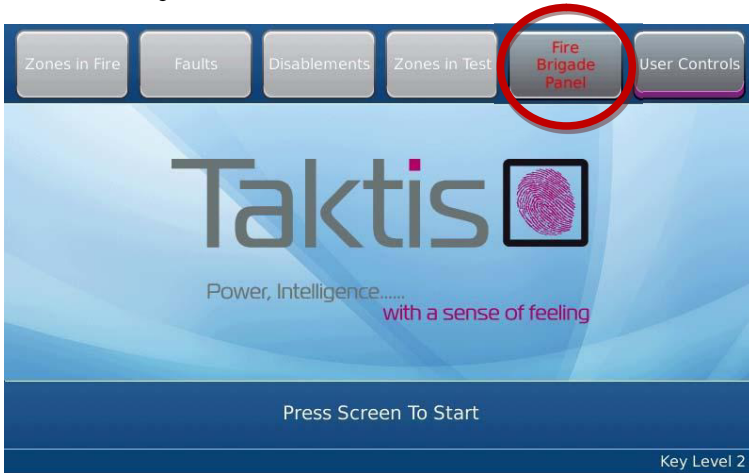 Zones in Fire
Faults
Disablements
Zones in Test
Fire
Brigade
Panel
User Controls
Taktis
Power, Intelligence......
with a sense of feeling
Press Screen To Start
Key Level 2